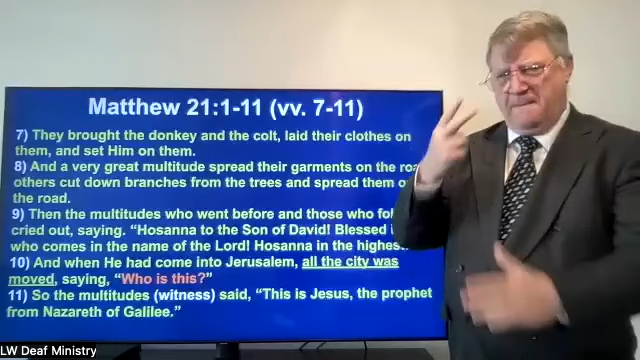 Matthew 21:1-11 (vv. 7-11)
7) They brought the donkey and the colt, laid their clothes on
them, and set Him on them.
8) And a very great multitude spread their garments on the
others cut down branches from the trees and spread them
the road.
9) Then the multitudes who went before and those who
cried out, saying. “Hosanna to the Son of David! Blessed
who comes in the name of the Lord! Hosanna in the highest.
10) And when He had come into Jerusalem, all the city was
moved, saying, “Who is this?”
11) So the multitudes (witness) said, “This is Jesus, the prophet
from Nazareth of Galilee.”
LW Deaf Ministry